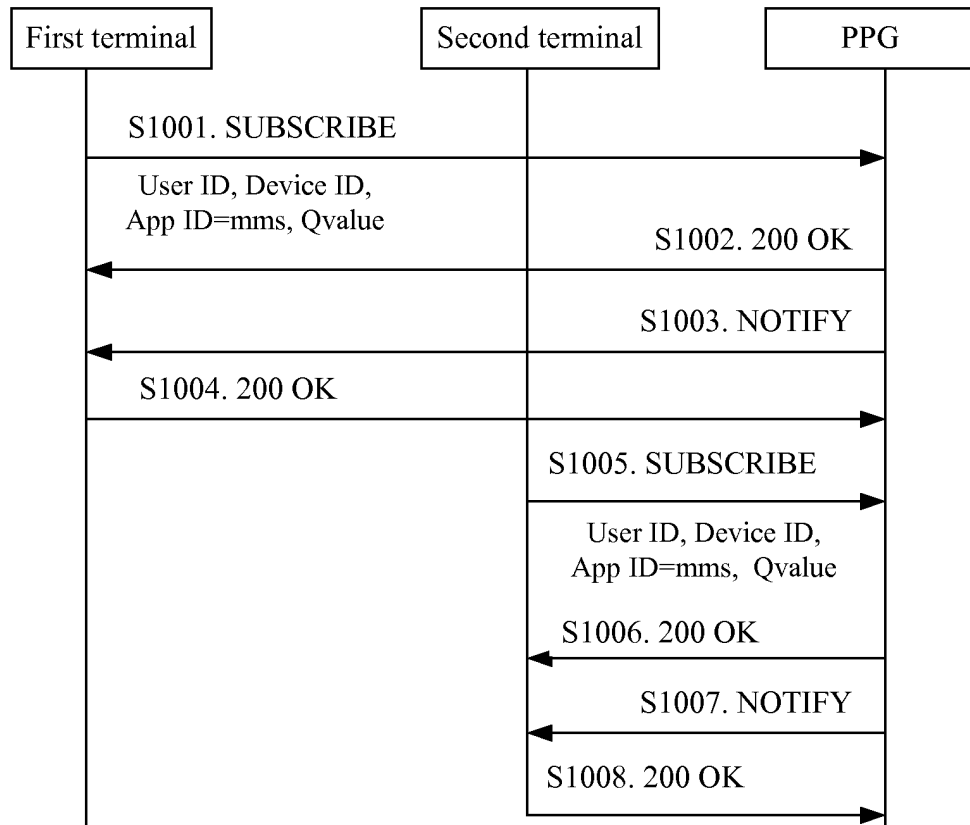 First terminal
Second terminal
PPG
S1001. SUBSCRIBE
User ID, Device ID,
App ID=mms, Qvalue
S1002. 200 OK
S1003. NOTIFY
S1004. 200 OK
S1005. SUBSCRIBE
User ID, Device ID,
App ID=mms, Qvalue
S1006. 200 OK
S1007. NOTIFY
S1008. 200 OK